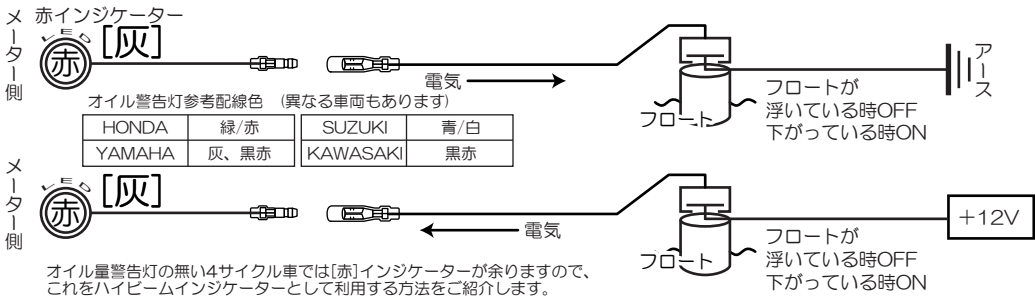 赤インジケーター
メーター側
LED
赤
[灰]
電気
アース
フロート
フロートが
浮いている時OFF
下がっている時ON
オイル警告灯参考配線色 (異なる車両もあります)
HONDA 緑/赤 SUZUKI 青/白
YAMAHA 灰、黒赤 KAWASAKI 黒赤
メーター側
LED
赤
[灰]
電気
+12V
フロート
フロートが
浮いている時OFF
下がっている時ON
オイル量警告灯の無い4サイクル車では[赤]インジケーターが余りますので、
これをハイビームインジケーターとして利用する方法をご紹介します。